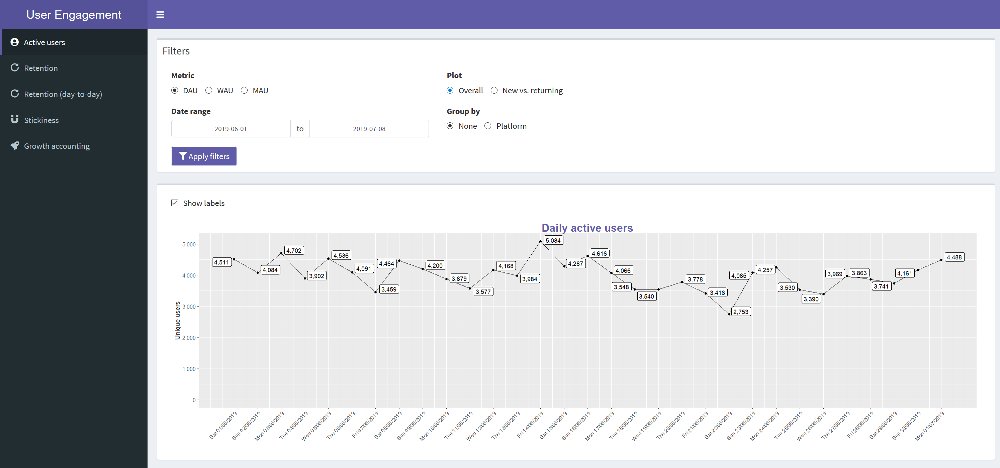 User Engagement
Active users
Retention
Retention (day-to-day)
Stickiness
Growth accounting
Filters
Metric
DAU WAU MAU
Plot
Overall New vs. returning
Date range
2019-06-01 to 2019-07-08
Group by
None Platform
Apply filters
Show labels
Daily active users
Unique users
5,000
4,000
3,000
2,000
1,000
0
4,511
4,084
4,702
3,902
4,536
4,091
3,459
4,464
4,200
3,879
3,577
4,168
3,984
5,084
4,287
4,616
4,066
3,548
3,540
3,778
3,416
2,753
4,085
4,257
3,530
3,390
3,969
3,863
3,741
4,161
4,488
Sat 01/06/2019
Sun 02/06/2019
Mon 03/06/2019
Tue 04/06/2019
Wed 05/06/2019
Thu 06/06/2019
Fri 07/06/2019
Sat 08/06/2019
Sun 09/06/2019
Mon 10/06/2019
Tue 11/06/2019
Wed 12/06/2019
Thu 13/06/2019
Fri 14/06/2019
Sat 15/06/2019
Sun 16/06/2019
Mon 17/06/2019
Tue 18/06/2019
Wed 19/06/2019
Thu 20/06/2019
Fri 21/06/2019
Sat 22/06/2019
Sun 23/06/2019
Mon 24/06/2019
Tue 25/06/2019
Wed 26/06/2019
Thu 27/06/2019
Fri 28/06/2019
Sat 29/06/2019
Sun 30/06/2019
Mon 01/07/2019